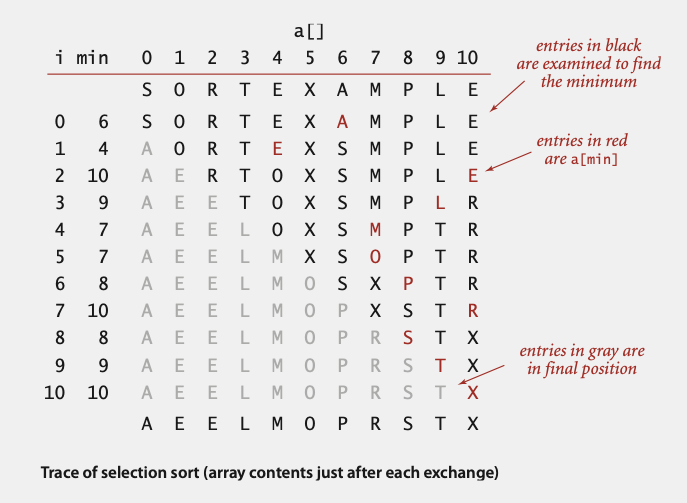 a[]
i min 0 1 2 3 4 5 6 7 8 9 10
S O R T E X A M P L E
0 6 S O R T E X A M P L E
1 4 A O R T E X S M P L E
2 10 A E R T O X S M P L E
3 9 A E E T O X S M P L R
4 7 A E E L O X S M P T R
5 7 A E E L M X S O P T R
6 8 A E E L M O S X P T R
7 10 A E E L M O P X S T R
8 8 A E E L M O P R S T X
9 9 A E E L M O P R S T X
10 10 A E E L M O P R S T X
A E E L M O P R S T X
entries in black
are examined to find
the minimum
entries in red
are a[min]
entries in gray are
in final position
Trace of selection sort (array contents just after each exchange)